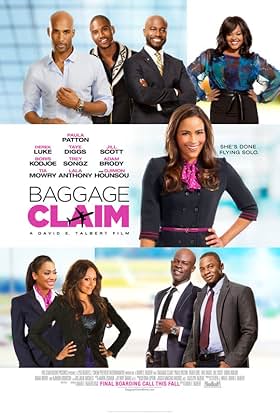 PAULA
PATTON
DEREK
LUKE
TAYE
DIGGS
JILL
SCOTT
BORIS
KODJOE
TREY
SONGZ
ADAM
BRODY
TIA
MOWRY
LALA
ANTHONY
AND DJIMON
HOUNSOU
SHE'S DONE
FLYING SOLO.
BAGGAGE
CLAIM
A DAVID E. TALBERT FILM
FINAL BOARDING CALL THIS FALL